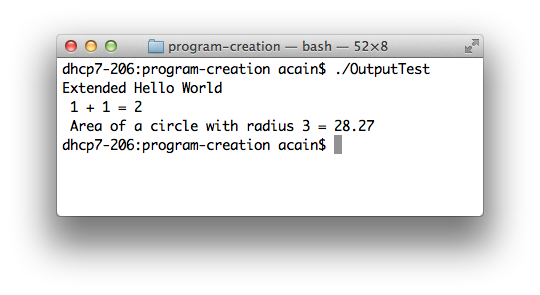 program-creation — bash — 52×8
dhcp7-206:program-creation acain$ ./OutputTest
Extended Hello World
 1 + 1 = 2
 Area of a circle with radius 3 = 28.27
dhcp7-206:program-creation acain$